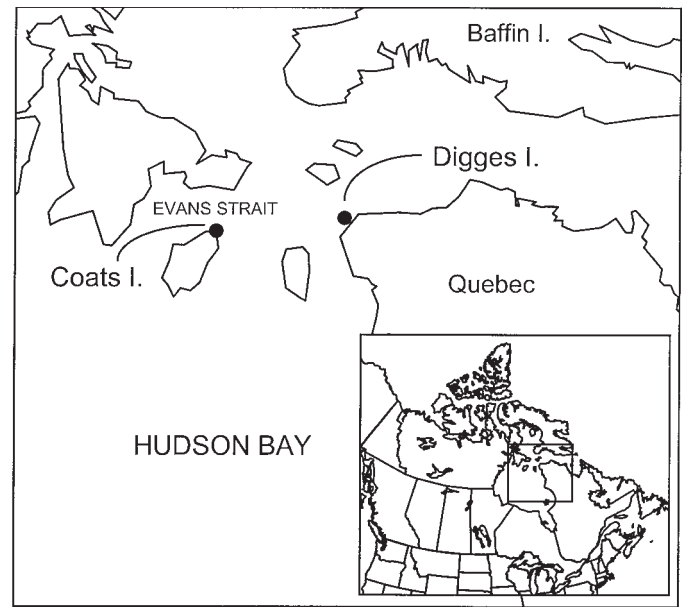 Baffin I.
Digges I.
EVANS STRAIT
Coats I.
Quebec
HUDSON BAY